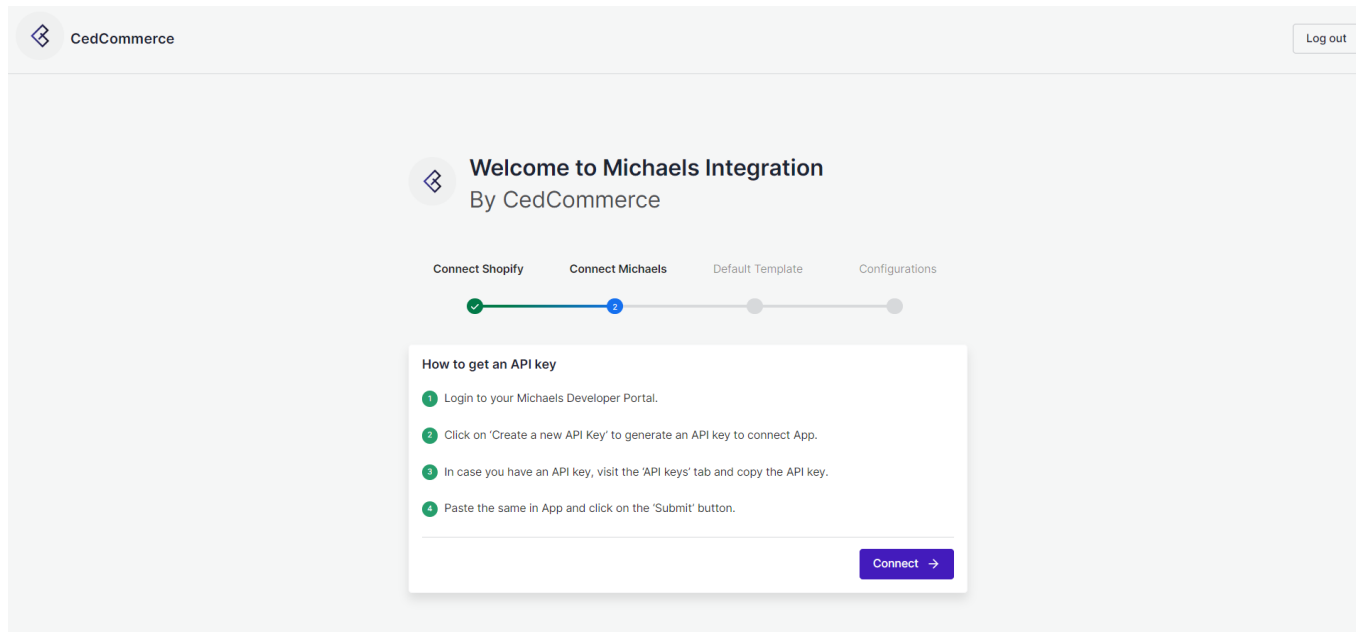 CedCommerce
Log out
Welcome to Michaels Integration
By CedCommerce
Connect Shopify
Connect Michaels
Default Template
Configurations
2
How to get an API key
1 Login to your Michaels Developer Portal.
2 Click on ‘Create a new API Key’ to generate an API key to connect App.
3 In case you have an API key, visit the ‘API keys’ tab and copy the API key.
4 Paste the same in App and click on the ‘Submit’ button.
Connect